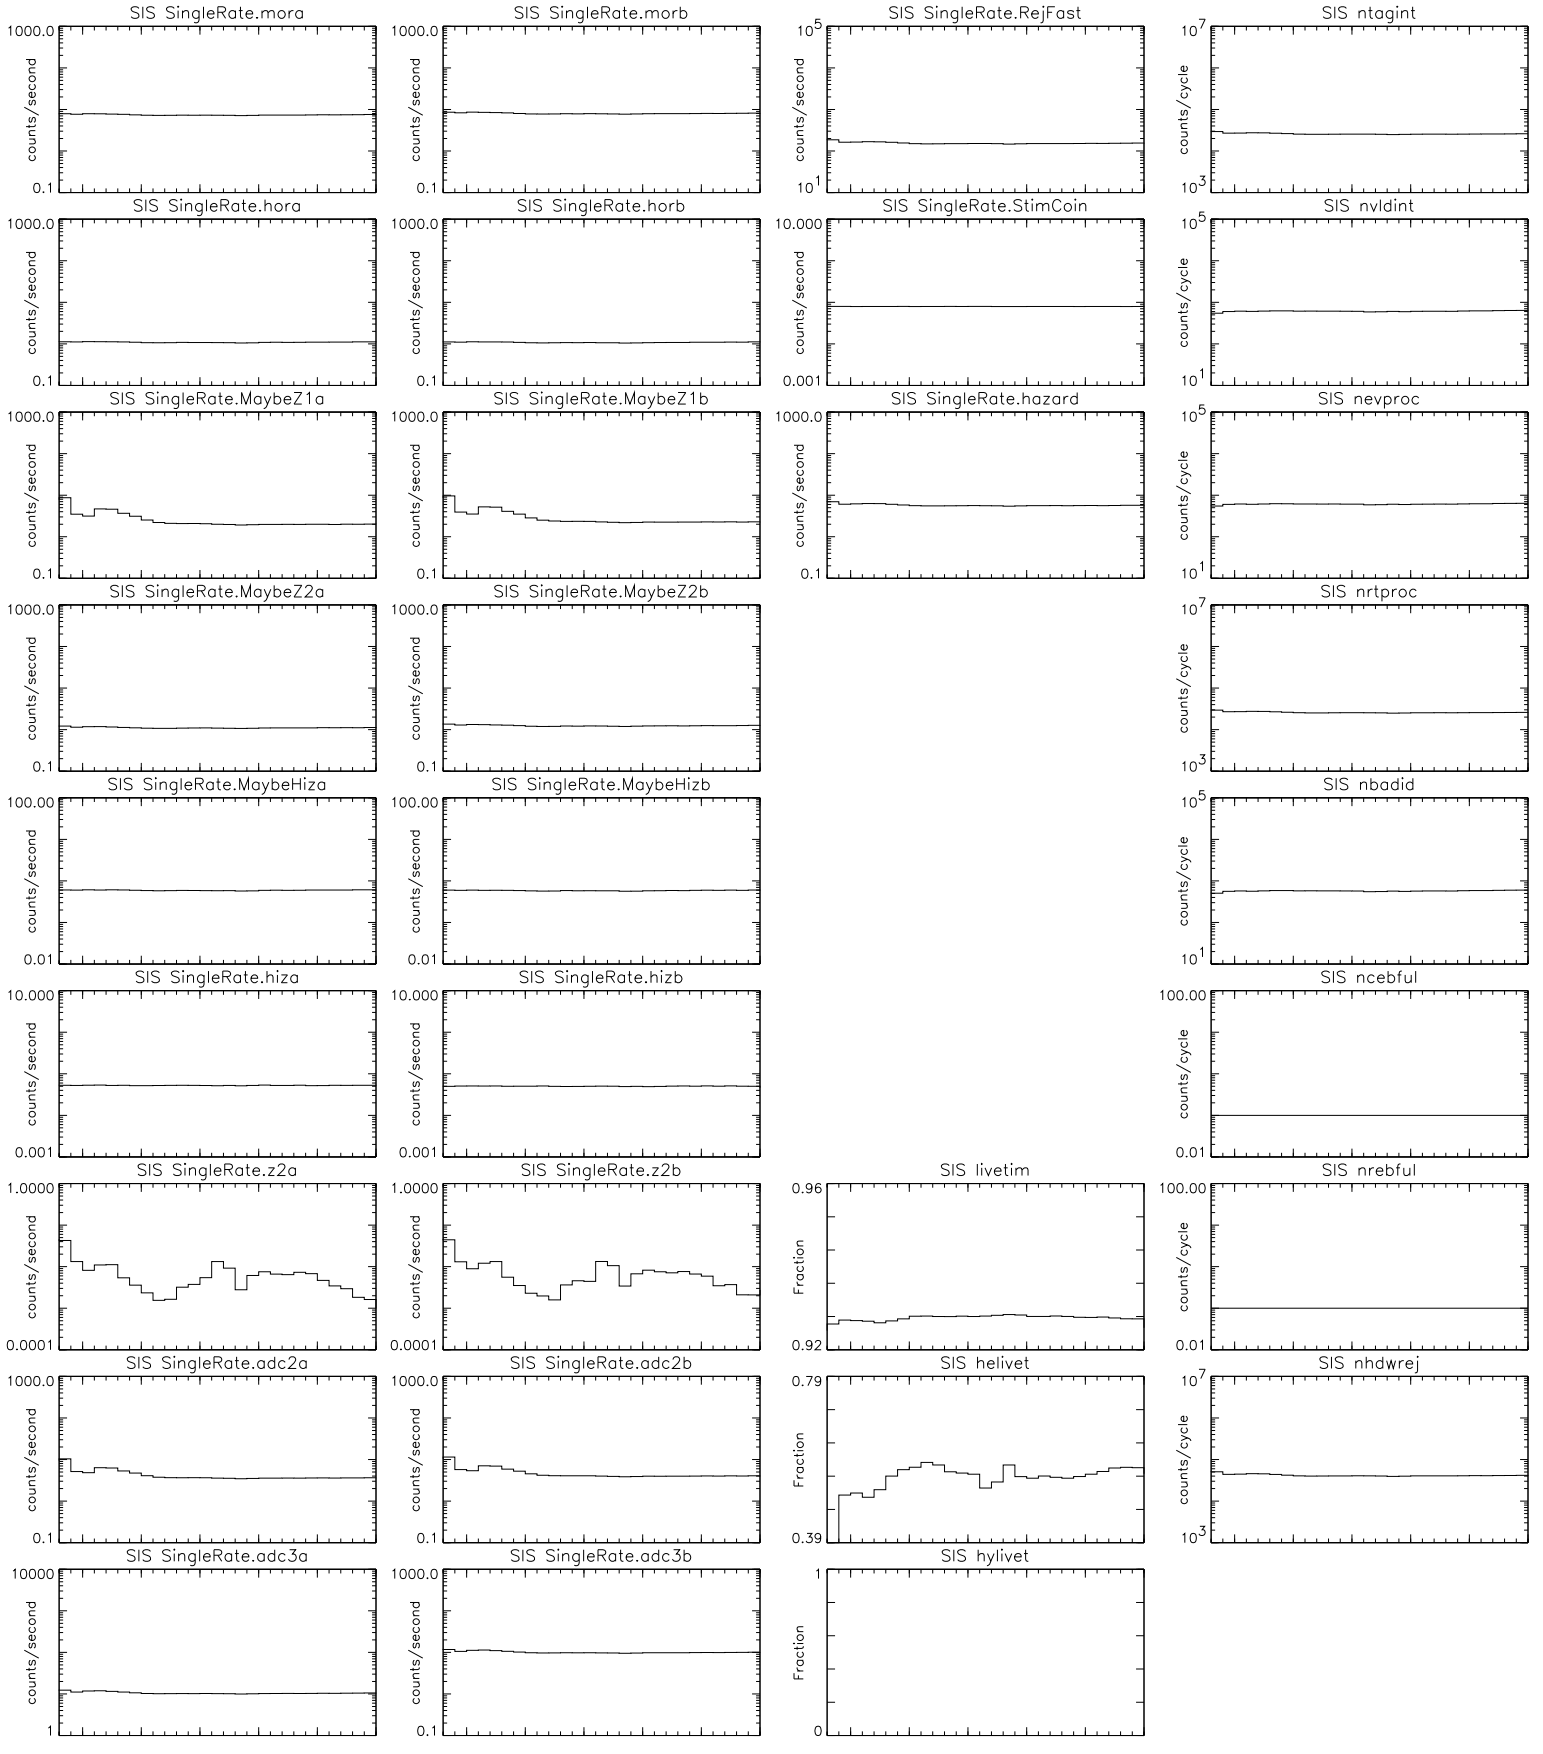 SIS SingleRate.mora
1000.0
counts/second
0.1
SIS SingleRate.morb
1000.0
counts/second
0.1
SIS SingleRate.RejFast
10^5
counts/second
10^1
SIS ntagint
10^7
counts/cycle
10^3
SIS SingleRate.hora
1000.0
counts/second
0.1
SIS SingleRate.horb
1000.0
counts/second
0.1
SIS SingleRate.StimCoin
10.000
counts/second
0.001
SIS nvldint
10^5
counts/cycle
10^1
SIS SingleRate.MaybeZ1a
1000.0
counts/second
0.1
SIS SingleRate.MaybeZ1b
1000.0
counts/second
0.1
SIS SingleRate.hazard
1000.0
counts/second
0.1
SIS nevproc
10^5
counts/cycle
10^1
SIS SingleRate.MaybeZ2a
1000.0
counts/second
0.1
SIS SingleRate.MaybeZ2b
1000.0
counts/second
0.1
SIS nrtproc
10^7
counts/cycle
10^3
SIS SingleRate.MaybeHiza
100.00
counts/second
0.01
SIS SingleRate.MaybeHizb
100.00
counts/second
0.01
SIS nbadid
10^5
counts/cycle
10^1
SIS SingleRate.hiza
10.000
counts/second
0.001
SIS SingleRate.hizb
10.000
counts/second
0.001
SIS ncebful
100.00
counts/cycle
0.01
SIS SingleRate.z2a
1.0000
counts/second
0.0001
SIS SingleRate.z2b
1.0000
counts/second
0.0001
SIS livetim
0.96
Fraction
0.92
SIS nrebful
100.00
counts/cycle
0.01
SIS SingleRate.adc2a
1000.0
counts/second
0.1
SIS SingleRate.adc2b
1000.0
counts/second
0.1
SIS helivet
0.79
Fraction
0.39
SIS nhdwrej
10^7
counts/cycle
10^3
SIS SingleRate.adc3a
10000
counts/second
1
SIS SingleRate.adc3b
1000.0
counts/second
0.1
SIS hylivet
1
Fraction
0